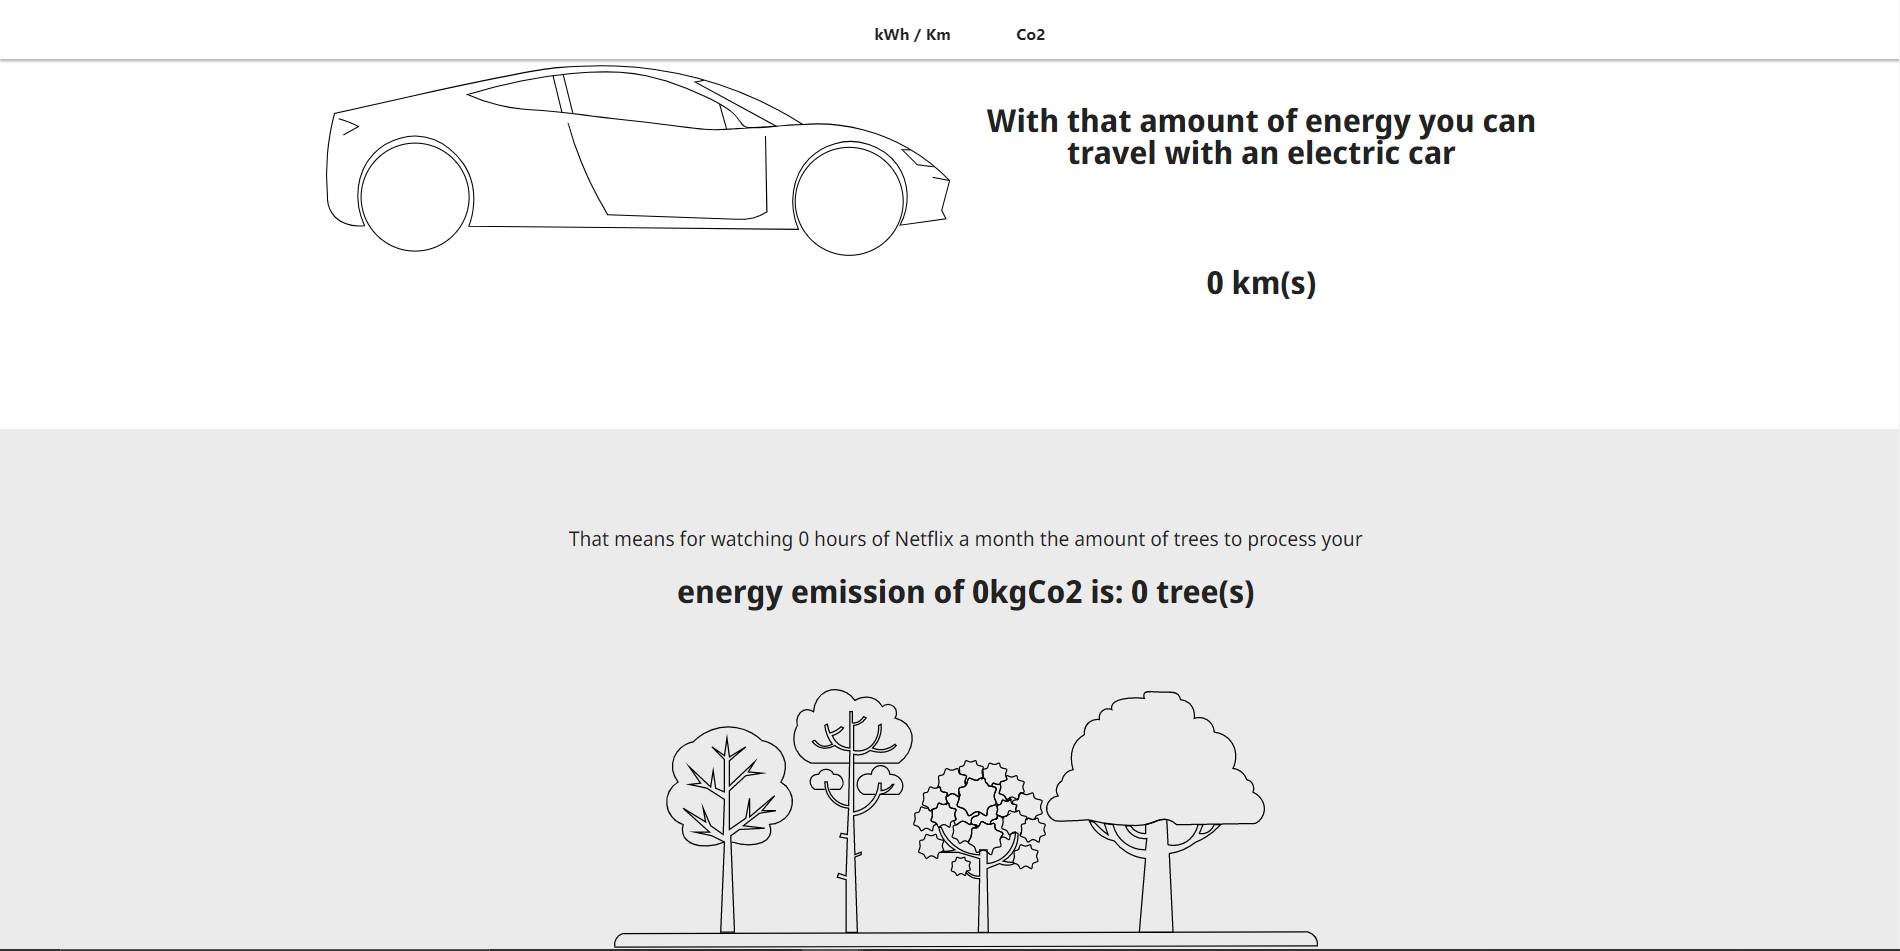 kWh / Km Co2
With that amount of energy you can
travel with an electric car
0 km(s)
That means for watching 0 hours of Netflix a month the amount of trees to process your
energy emission of 0kgCo2 is: 0 tree(s)